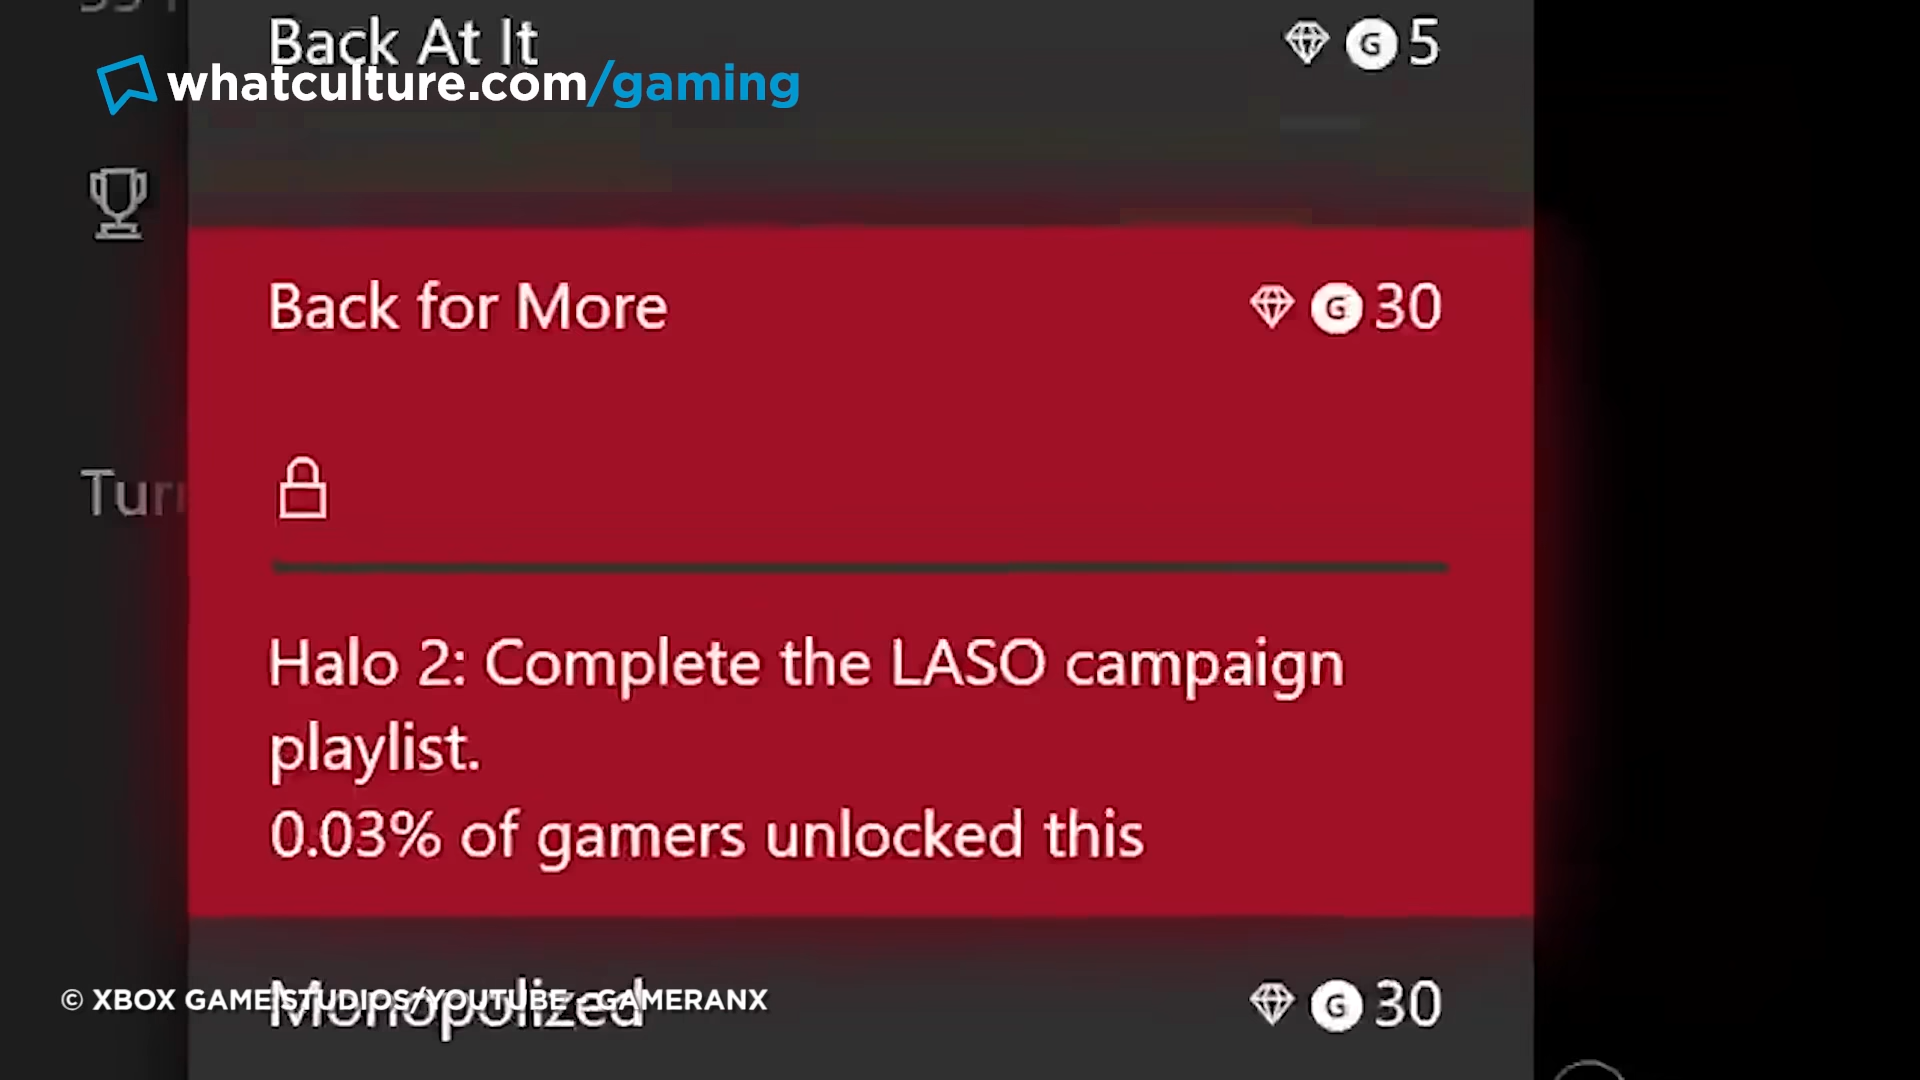 Back At It
G 5
whatculture.com/gaming
Back for More
G 30
Halo 2: Complete the LASO campaign
playlist.
0.03% of gamers unlocked this
Monopolized
G 30
© XBOX GAME STUDIOS/YOUTUBE - GAMERANX